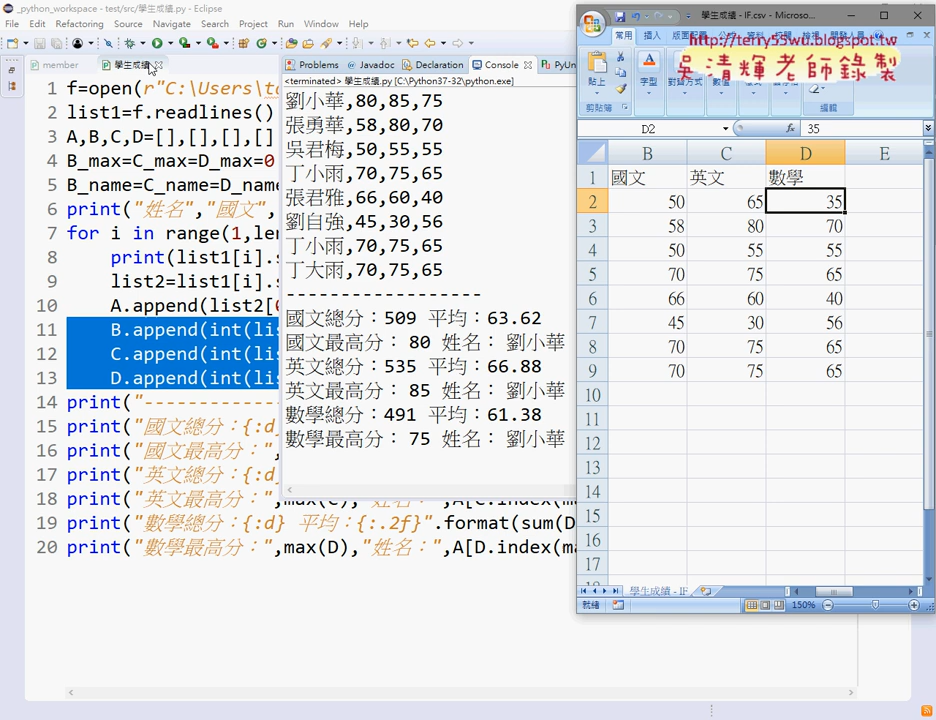 _python_workspace - test/src/學生成績.py - Eclipse
File Edit Refactoring Source Navigate Search Project Run Window Help
member
學生成績
1 f=open(r"C:\Users\
2 list1=f.readlines()
3 A,B,C,D=[],[],[],[]
4 B_max=C_max=D_max=0
5 B_name=C_name=D_name
6 print("姓名","國文",
7 for i in range(1,len
8 print(list1[i].s
9 list2=list1[i].s
10 A.append(list2[0
11 B.append(int(lis
12 C.append(int(lis
13 D.append(int(lis
14 print("-------------
15 print("國文總分：{:d}
16 print("國文最高分：",
17 print("英文總分：{:d}
18 print("英文最高分：",max(C),"姓名：",A[C.index(m
19 print("數學總分：{:d} 平均：{:.2f}".format(sum(D
20 print("數學最高分：",max(D),"姓名：",A[D.index(ma
Problems Javadoc Declaration Console PyUn
<terminated> 學生成績.py [C:\Python37-32\python.exe]
劉小華,80,85,75
張勇華,58,80,70
吳君梅,50,55,55
丁小雨,70,75,65
張君雅,66,60,40
劉自強,45,30,56
丁小雨,70,75,65
丁大雨,70,75,65
------------------
國文總分：509 平均：63.62
國文最高分： 80 姓名： 劉小華
英文總分：535 平均：66.88
英文最高分： 85 姓名： 劉小華
數學總分：491 平均：61.38
數學最高分： 75 姓名： 劉小華
學生成績 - IF.csv - Microso...
常用 插入
http://terry55wu.blogspot.tw
吳清輝老師錄製
貼上 字型 對齊方式 數值
剪貼簿 編輯
D2 fx 35
B C D E
1 國文 英文 數學
2 50 65 35
3 58 80 70
4 50 55 55
5 70 75 65
6 66 60 40
7 45 30 56
8 70 75 65
9 70 75 65
10
11
12
13
14
15
16
17
學生成績 - IF
就緒 150%